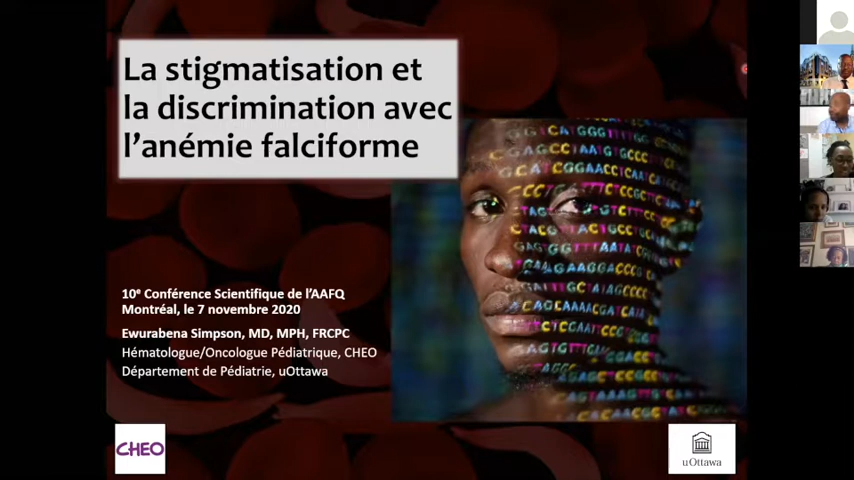 La stigmatisation et
la discrimination avec
l'anémie falciforme
10e Conférence Scientifique de l'AAFQ
Montréal, le 7 novembre 2020
Ewurabena Simpson, MD, MPH, FRCPC
Hématologue/Oncologue Pédiatrique, CHEO
Département de Pédiatrie, uOttawa
CHEO
uOttawa